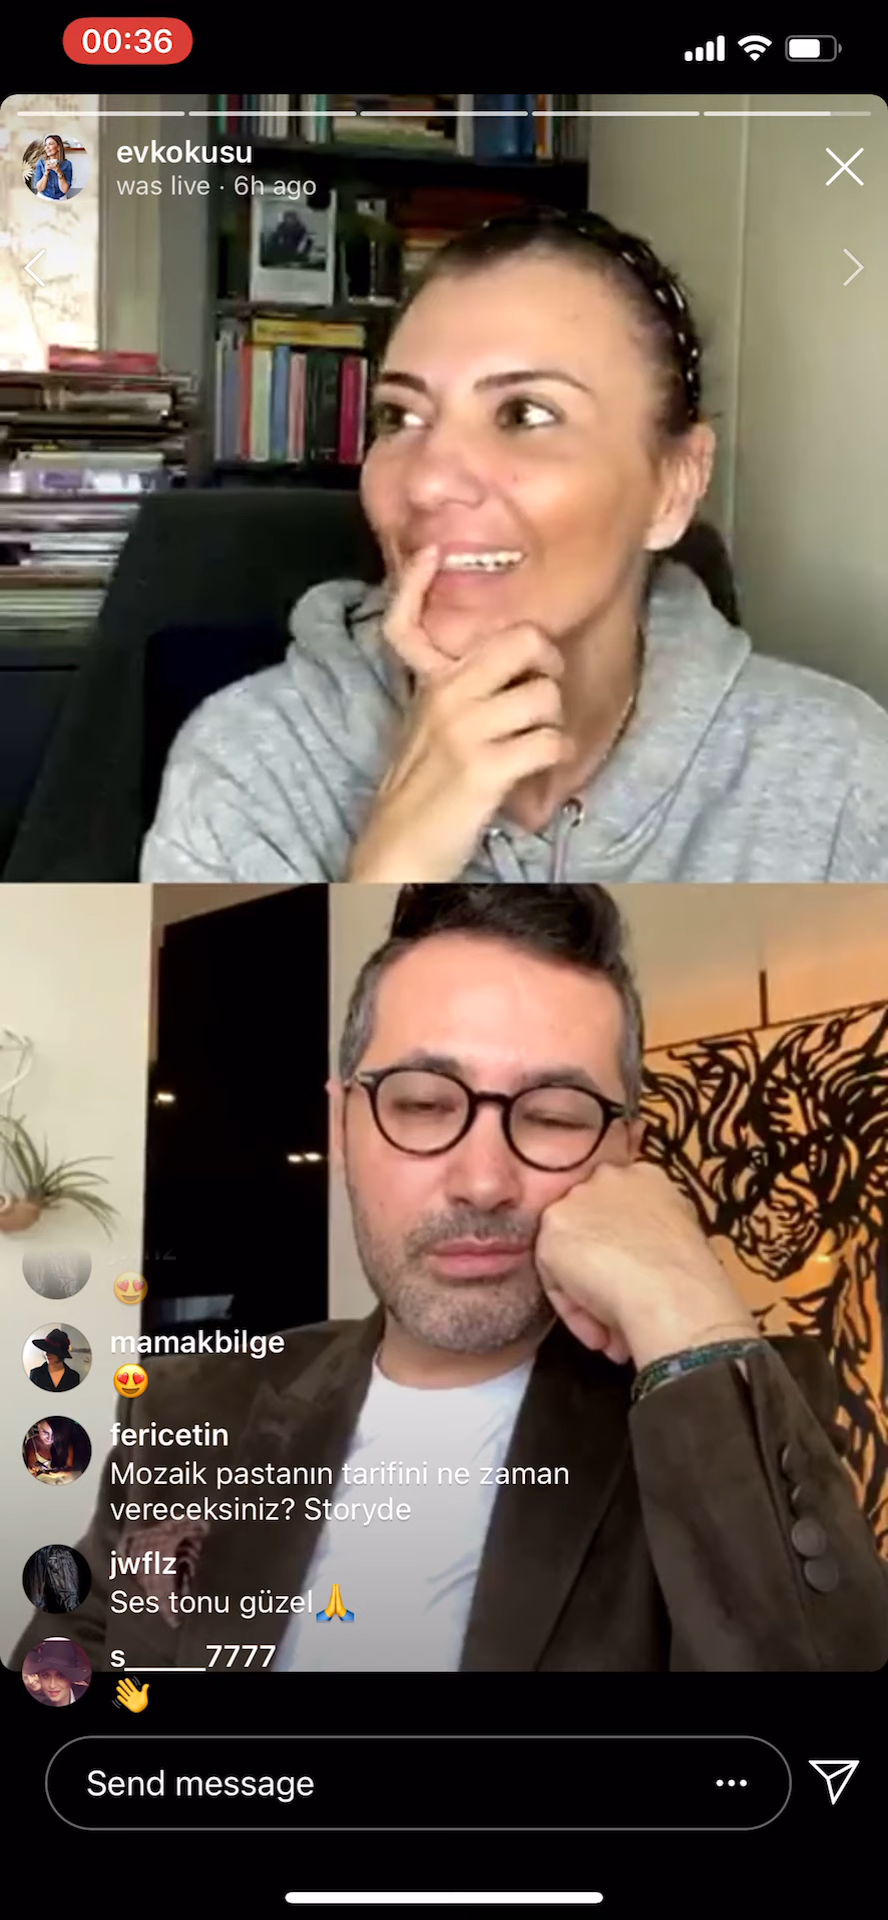 00:36
evkokusu
was live · 6h ago
😍
mamakbilge
😍
fericetin
Mozaik pastanın tarifini ne zaman
vereceksiniz? Storyde
jwflz
Ses tonu güzel🙏
s_____7777
👋
Send message